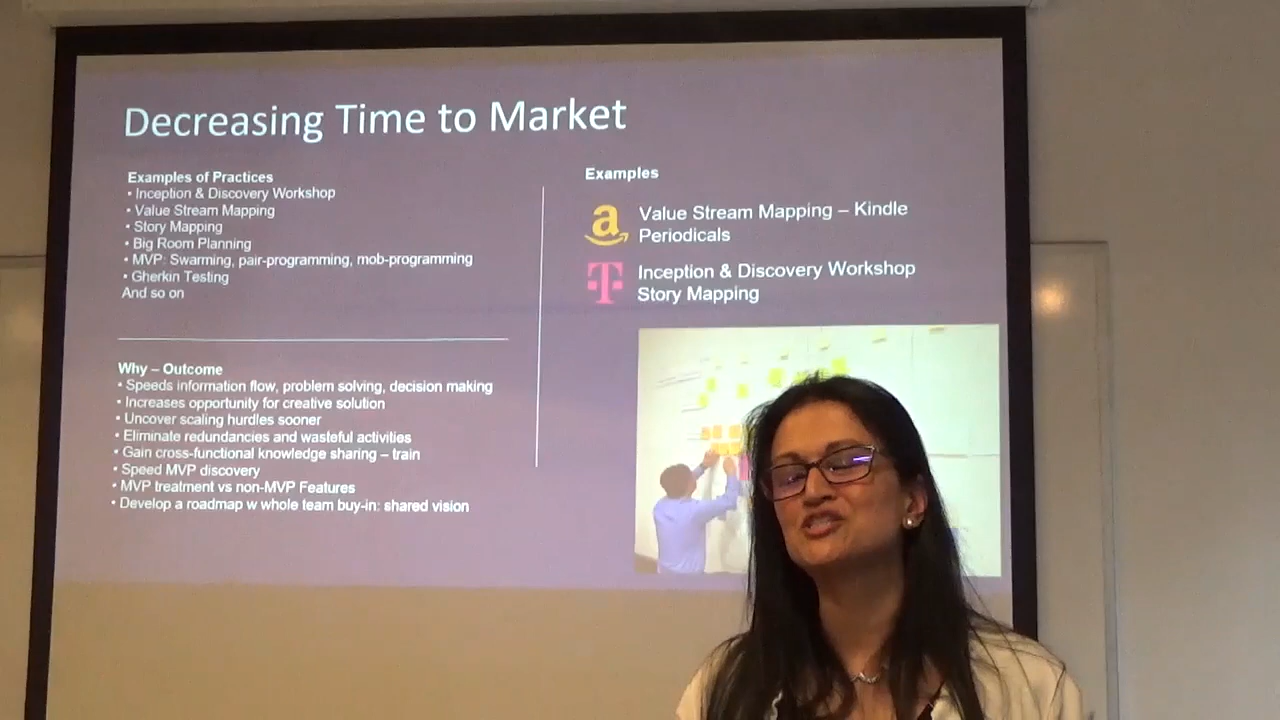 Decreasing Time to Market
Examples of Practices
• Inception & Discovery Workshop
• Value Stream Mapping
• Story Mapping
• Big Room Planning
• MVP: Swarming, pair-programming, mob-programming
• Gherkin Testing
And so on
Why – Outcome
• Speeds information flow, problem solving, decision making
• Increases opportunity for creative solution
• Uncover scaling hurdles sooner
• Eliminate redundancies and wasteful activities
• Gain cross-functional knowledge sharing – train
• Speed MVP discovery
• MVP treatment vs non-MVP Features
• Develop a roadmap w whole team buy-in: shared vision
Examples
a
Value Stream Mapping – Kindle
Periodicals
T
Inception & Discovery Workshop
Story Mapping